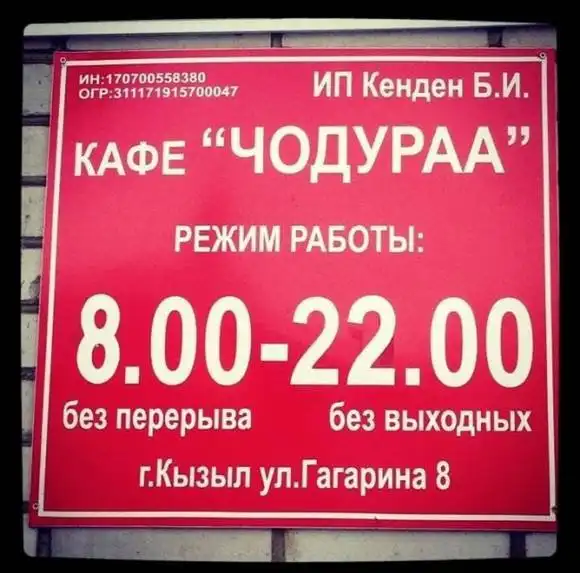 ИН:170700558380
ОГР:311171915700047
ИП Кенден Б.И.
КАФЕ “ЧОДУРАА”
РЕЖИМ РАБОТЫ:
8.00-22.00
без перерыва без выходных
г.Кызыл ул.Гагарина 8